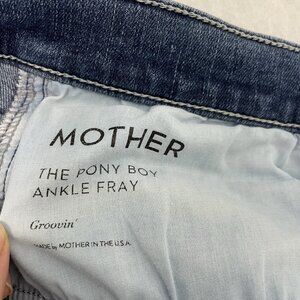 MOTHER
THE PONY BOY
ANKLE FRAY
Groovin'
MADE by MOTHER IN THE U.S.A.